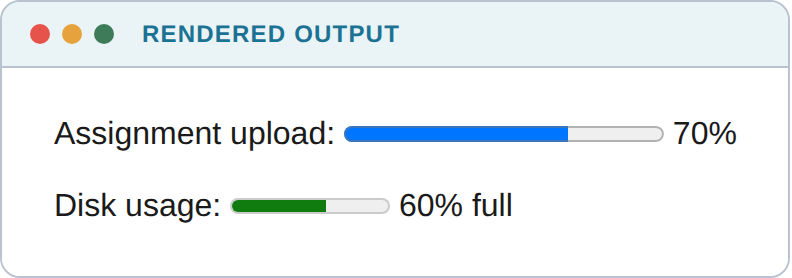 RENDERED OUTPUT
Assignment upload: 70%
Disk usage: 60% full